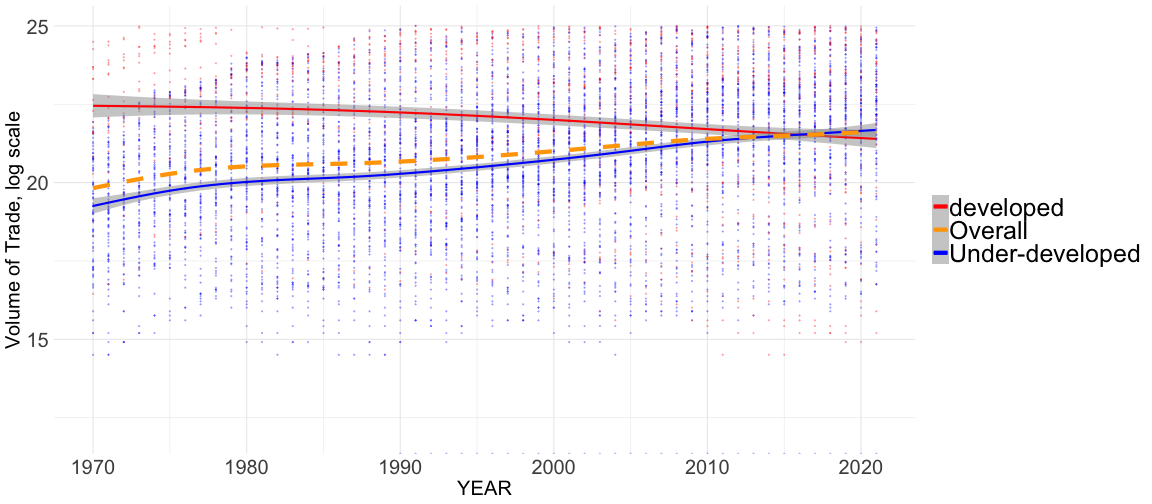 Volume of Trade, log scale
25
20
15
1970 1980 1990 2000 2010 2020
YEAR
developed
Overall
Under-developed